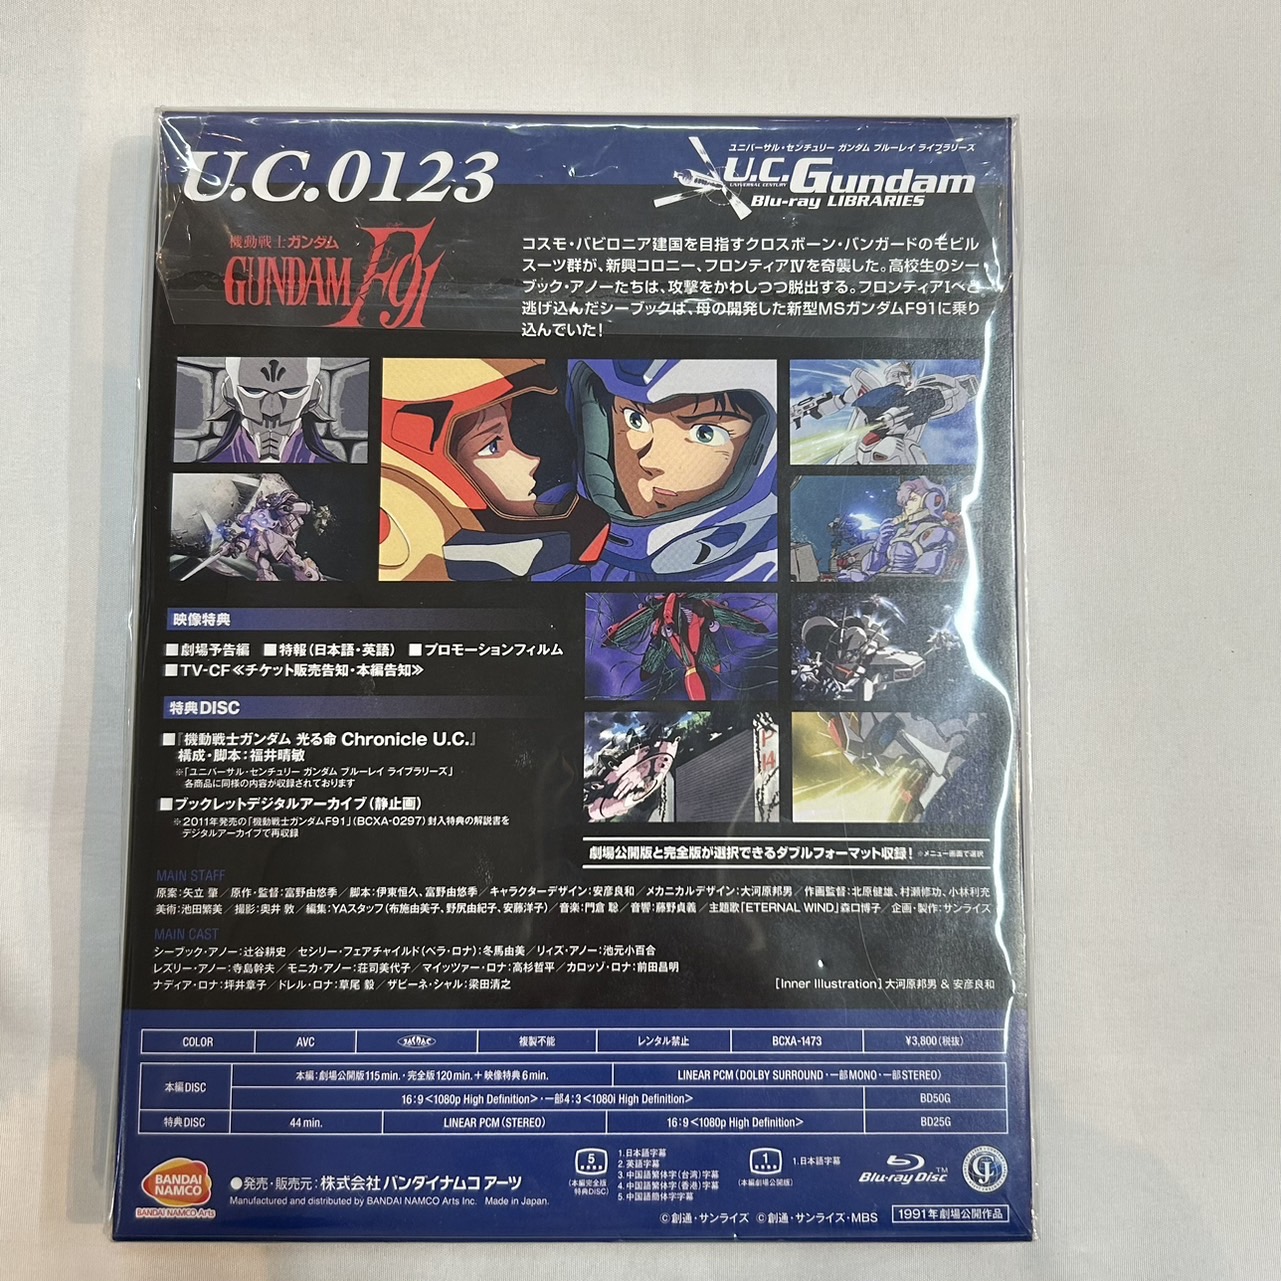 U.C.0123
ユニバーサル・センチュリー ガンダム ブルーレイ ライブラリーズ
U.C.Gundam
UNIVERSAL CENTURY
Blu-ray LIBRARIES
機動戦士ガンダム
GUNDAM F91
コスモ・バビロニア建国を目指すクロスボーン・バンガードのモビル
スーツ群が、新興コロニー、フロンティアⅣを奇襲した。高校生のシー
ブック・アノーたちは、攻撃をかわしつつ脱出する。フロンティアⅠへと
逃げ込んだシーブックは、母の開発した新型MSガンダムF91に乗り
込んでいた!
映像特典
■劇場予告編 ■特報(日本語・英語) ■プロモーションフィルム
■TV-CF≪チケット販売告知・本編告知≫
特典DISC
■『機動戦士ガンダム 光る命 Chronicle U.C.』
構成・脚本:福井晴敏
※「ユニバーサル・センチュリー ガンダム ブルーレイ ライブラリーズ」
各商品に同様の内容が収録されております
■ブックレットデジタルアーカイブ(静止画)
※2011年発売の「機動戦士ガンダムF91」(BCXA-0297)封入特典の解説書を
デジタルアーカイブで再収録
P
14
劇場公開版と完全版が選択できるダブルフォーマット収録! ※メニュー画面で選択
MAIN STAFF
原案:矢立 肇/原作・監督:富野由悠季/脚本:伊東恒久、富野由悠季/キャラクターデザイン:安彦良和/メカニカルデザイン:大河原邦男/作画監督:北原健雄、村瀬修功、小林利充
美術:池田繁美/撮影:奥井 敦/編集:YAスタッフ(布施由美子、野尻由紀子、安藤洋子)/音楽:門倉 聡/音響:藤野貞義/主題歌「ETERNAL WIND」森口博子/企画・製作:サンライズ
MAIN CAST
シーブック・アノー:辻谷耕史/セシリー・フェアチャイルド(ベラ・ロナ):冬馬由美/リィズ・アノー:池元小百合
レズリー・アノー:寺島幹夫/モニカ・アノー:荘司美代子/マイッツァー・ロナ:高杉哲平/カロッゾ・ロナ:前田昌明
ナディア・ロナ:坪井章子/ドレル・ロナ:草尾 毅/ザビーネ・シャル:梁田清之
[Inner Illustration]大河原邦男 & 安彦良和
COLOR AVC JASRAC 複製不能 レンタル禁止 BCXA-1473 ¥3,800(税抜)
本編DISC 本編:劇場公開版115min.・完全版120min.+映像特典6min. LINEAR PCM(DOLBY SURROUND・一部MONO・一部STEREO)
16:9<1080p High Definition>・一部4:3<1080i High Definition> BD50G
特典DISC 44min. LINEAR PCM(STEREO) 16:9<1080p High Definition> BD25G
BANDAI NAMCO
BANDAI NAMCO Arts
●発売・販売元:株式会社バンダイナムコアーツ
Manufactured and distributed by BANDAI NAMCO Arts Inc. Made in Japan.
5
(本編完全版 特典DISC)
1.日本語字幕
2.英語字幕
3.中国語繁体字(台湾)字幕
4.中国語繁体字(香港)字幕
5.中国語簡体字字幕
1
(本編劇場公開版)
1.日本語字幕
Blu-ray Disc TM
©創通・サンライズ ©創通・サンライズ・MBS
1991年劇場公開作品